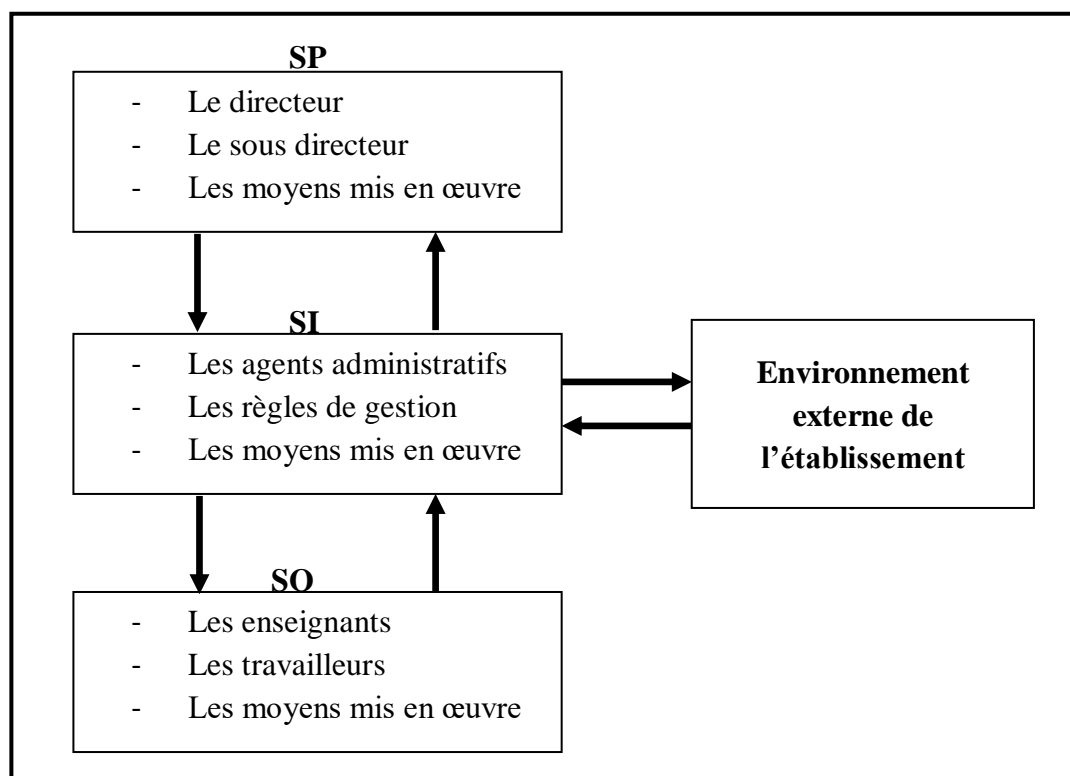 SP
- Le directeur
- Le sous directeur
- Les moyens mis en œuvre
SI
- Les agents administratifs
- Les règles de gestion
- Les moyens mis en œuvre
Environnement
externe de
l’établissement
SO
- Les enseignants
- Les travailleurs
- Les moyens mis en œuvre